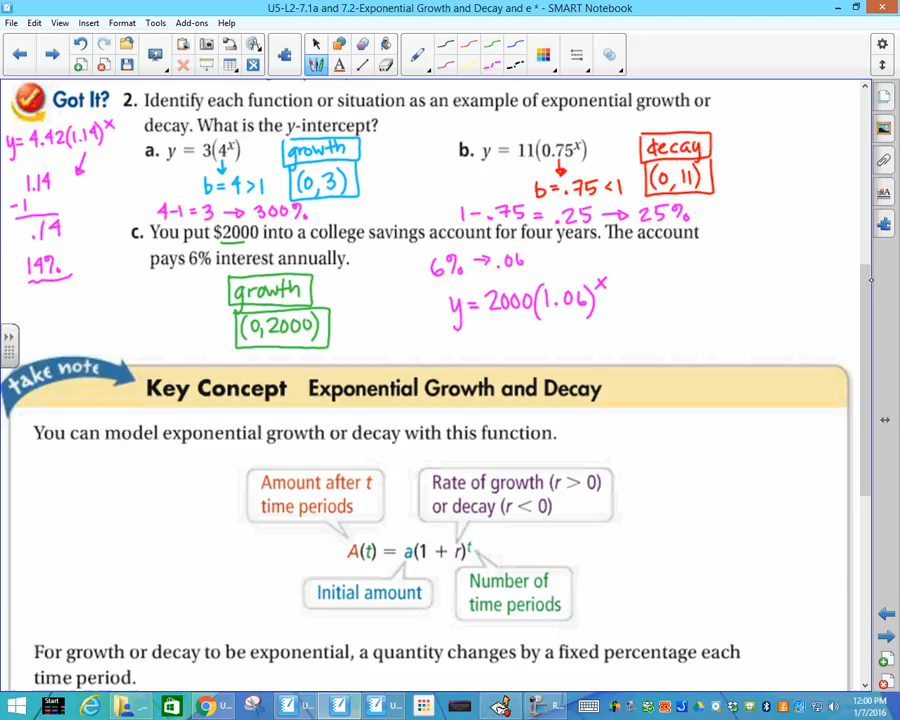 U5-L2-7.1a and 7.2-Exponential Growth and Decay and e * - SMART Notebook
File Edit View Insert Format Tools Add-ons Help
Got It? 2. Identify each function or situation as an example of exponential growth or
decay. What is the y-intercept?
y = 4.42(1.14)^x
a. y = 3(4^x)
growth
b. y = 11(0.75^x)
decay
1.14
-1
.14
14%
b = 4 > 1
(0, 3)
b = .75 < 1
(0, 11)
4-1 = 3 → 300%
1 - .75 = .25 → 25%
c. You put $2000 into a college savings account for four years. The account
pays 6% interest annually.
6% → .06
growth
(0, 2000)
y = 2000(1.06)^x
take note
Key Concept Exponential Growth and Decay
You can model exponential growth or decay with this function.
Amount after t
time periods
Rate of growth (r > 0)
or decay (r < 0)
A(t) = a(1 + r)^t
Initial amount
Number of
time periods
For growth or decay to be exponential, a quantity changes by a fixed percentage each
time period.
Start
U...
U...
U...
U...
R...
12:00 PM
1/7/2016